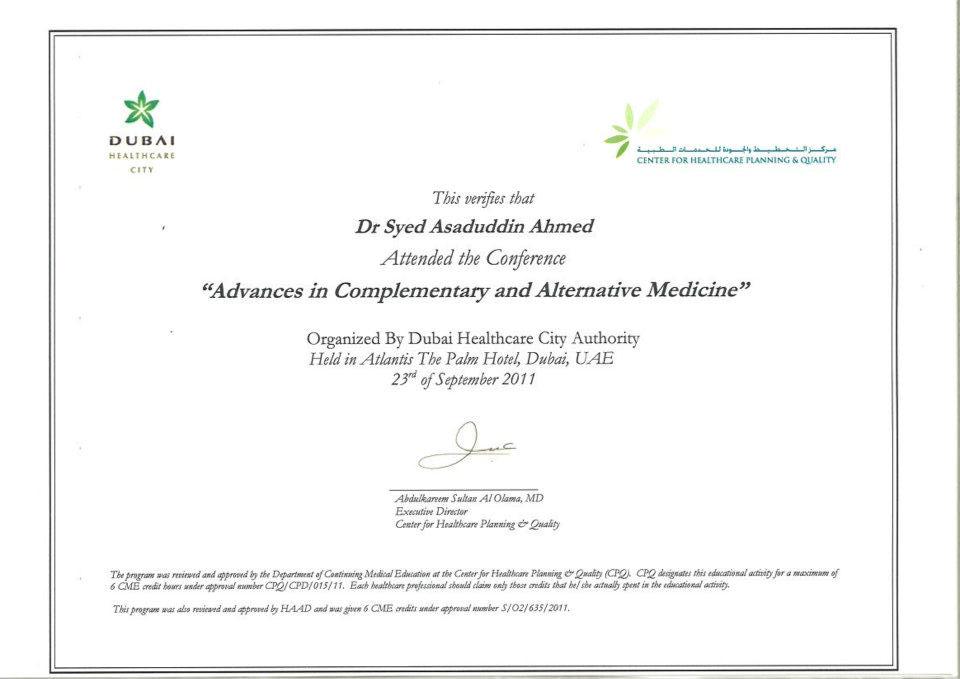 DUBAI
HEALTHCARE
CITY
مركز التخطيط والجودة للخدمات الطبية
CENTER FOR HEALTHCARE PLANNING & QUALITY
This verifies that
Dr Syed Asaduddin Ahmed
Attended the Conference
“Advances in Complementary and Alternative Medicine”
Organized By Dubai Healthcare City Authority
Held in Atlantis The Palm Hotel, Dubai, UAE
23rd of September 2011
Abdulkareem Sultan Al Olama, MD
Executive Director
Center for Healthcare Planning & Quality
The program was reviewed and approved by the Department of Continuing Medical Education at the Center for Healthcare Planning & Quality (CPQ). CPQ designates this educational activity for a maximum of
6 CME credit hours under approval number CPQ/CPD/015/11. Each healthcare professional should claim only those credits that he/she actually spent in the educational activity.
This program was also reviewed and approved by HAAD and was given 6 CME credits under approval number S/O2/635/2011.